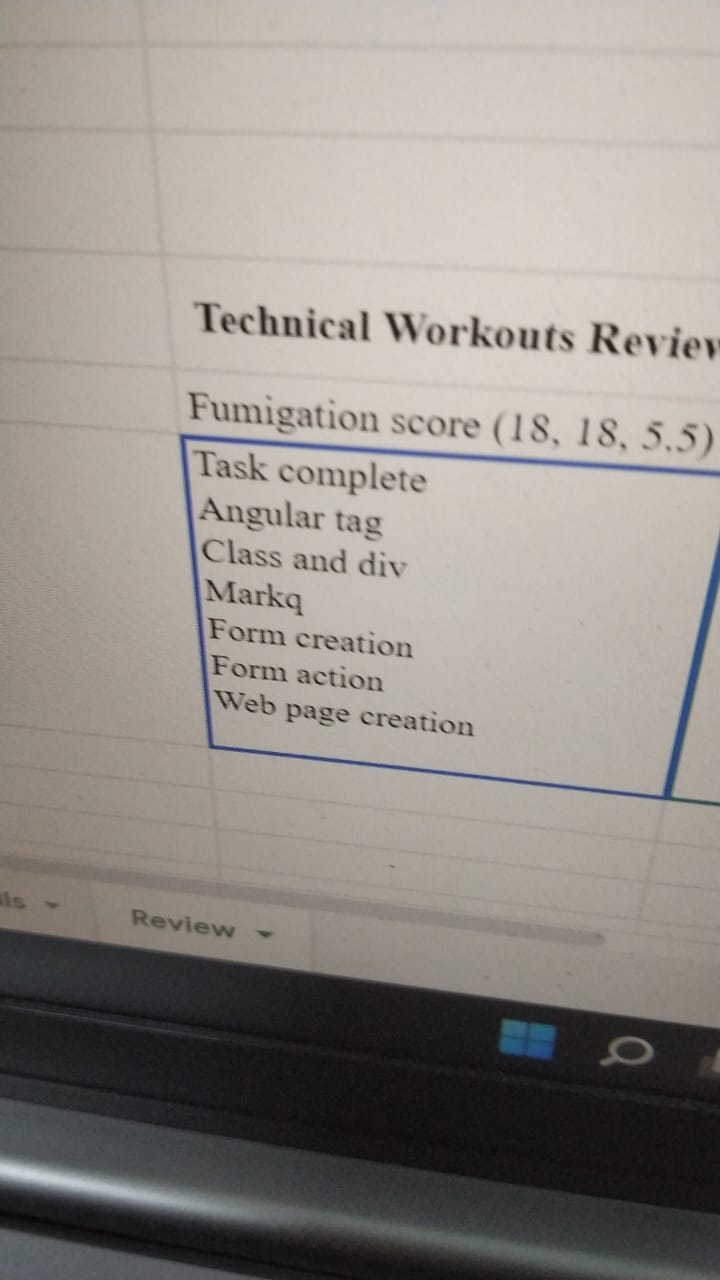 Technical Workouts Review
Fumigation score (18, 18, 5.5)
Task complete
Angular tag
Class and div
Markq
Form creation
Form action
Web page creation
Review